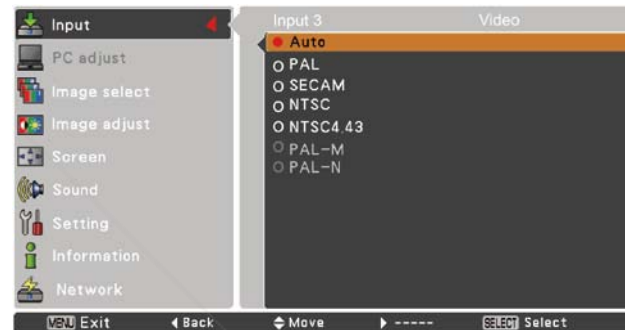 Input
PC adjust
Image select
Image adjust
Screen
Sound
Setting
Information
Network
Input 3 Video
Auto
PAL
SECAM
NTSC
NTSC4.43
PAL-M
PAL-N
MENU Exit Back Move ----- SELECT Select